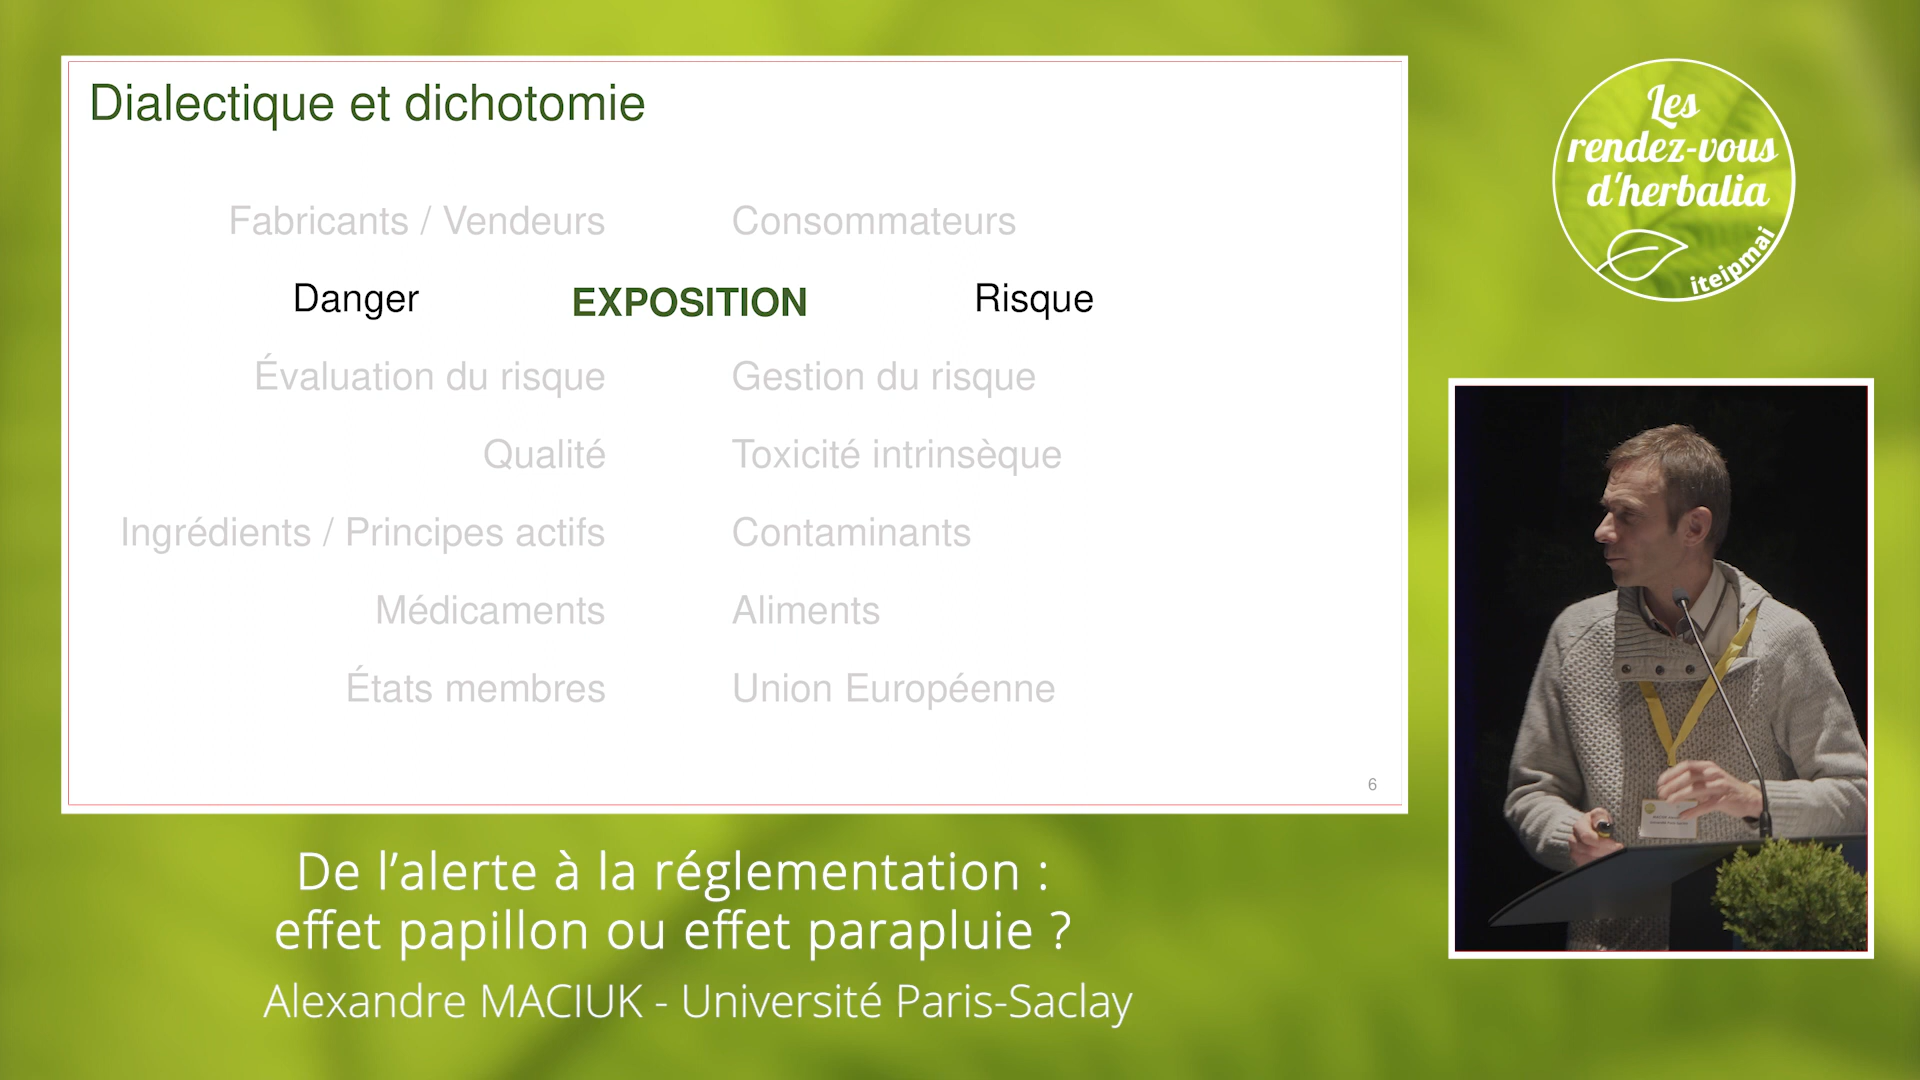 Dialectique et dichotomie
Fabricants / Vendeurs Consommateurs
Danger EXPOSITION Risque
Évaluation du risque Gestion du risque
Qualité Toxicité intrinsèque
Ingrédients / Principes actifs Contaminants
Médicaments Aliments
États membres Union Européenne
6
Les
rendez-vous
d'herbalia
iteipmai
De l’alerte à la réglementation :
effet papillon ou effet parapluie ?
Alexandre MACIUK - Université Paris-Saclay